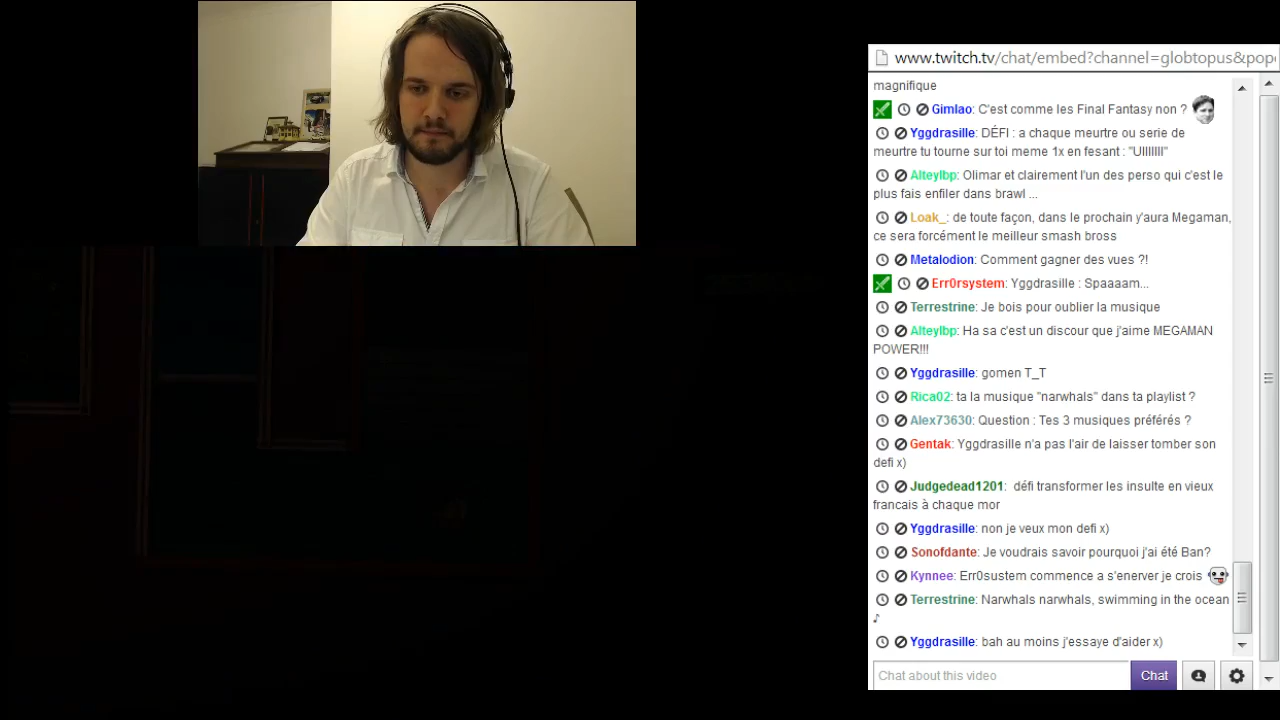 www.twitch.tv/chat/embed?channel=globtopus&pop
magnifique
Gimlao: C'est comme les Final Fantasy non ?
Yggdrasille: DÉFI : a chaque meurtre ou serie de
meurtre tu tourne sur toi meme 1x en fesant : "UIIIIIII"
Alteylbp: Olimar et clairement l'un des perso qui c'est le
plus fais enfiler dans brawl ...
Loak_: de toute façon, dans le prochain y'aura Megaman,
ce sera forcément le meilleur smash bross
Metalodion: Comment gagner des vues ?!
Err0rsystem: Yggdrasille : Spaaaam...
Terrestrine: Je bois pour oublier la musique
Alteylbp: Ha sa c'est un discour que j'aime MEGAMAN
POWER!!!
Yggdrasille: gomen T_T
Rica02: ta la musique "narwhals" dans ta playlist ?
Alex73630: Question : Tes 3 musiques préférés ?
Gentak: Yggdrasille n'a pas l'air de laisser tomber son
defi x)
Judgedead1201: défi transformer les insulte en vieux
francais à chaque mor
Yggdrasille: non je veux mon defi x)
Sonofdante: Je voudrais savoir pourquoi j'ai été Ban?
Kynnee: Err0sustem commence a s'enerver je crois
Terrestrine: Narwhals narwhals, swimming in the ocean
♪
Yggdrasille: bah au moins j'essaye d'aider x)
Chat about this video Chat